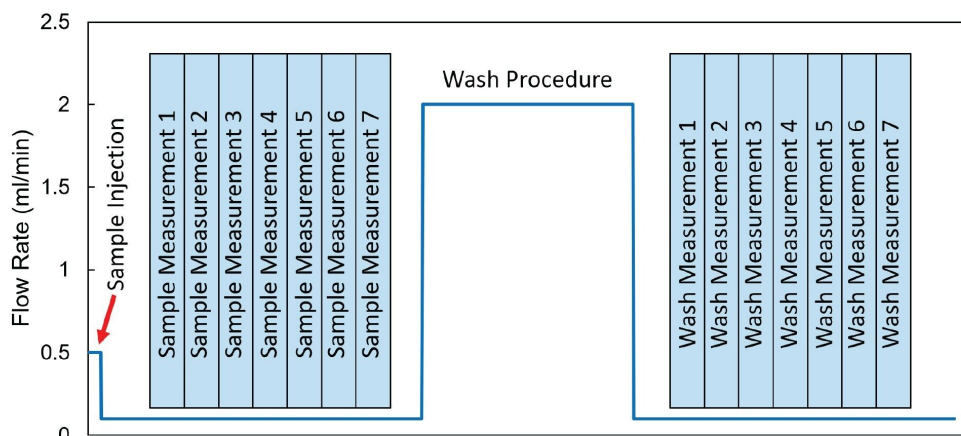 2.5
2
1.5
1
0.5
0
Flow Rate (ml/min)
Sample Injection
Sample Measurement 1
Sample Measurement 2
Sample Measurement 3
Sample Measurement 4
Sample Measurement 5
Sample Measurement 6
Sample Measurement 7
Wash Procedure
Wash Measurement 1
Wash Measurement 2
Wash Measurement 3
Wash Measurement 4
Wash Measurement 5
Wash Measurement 6
Wash Measurement 7